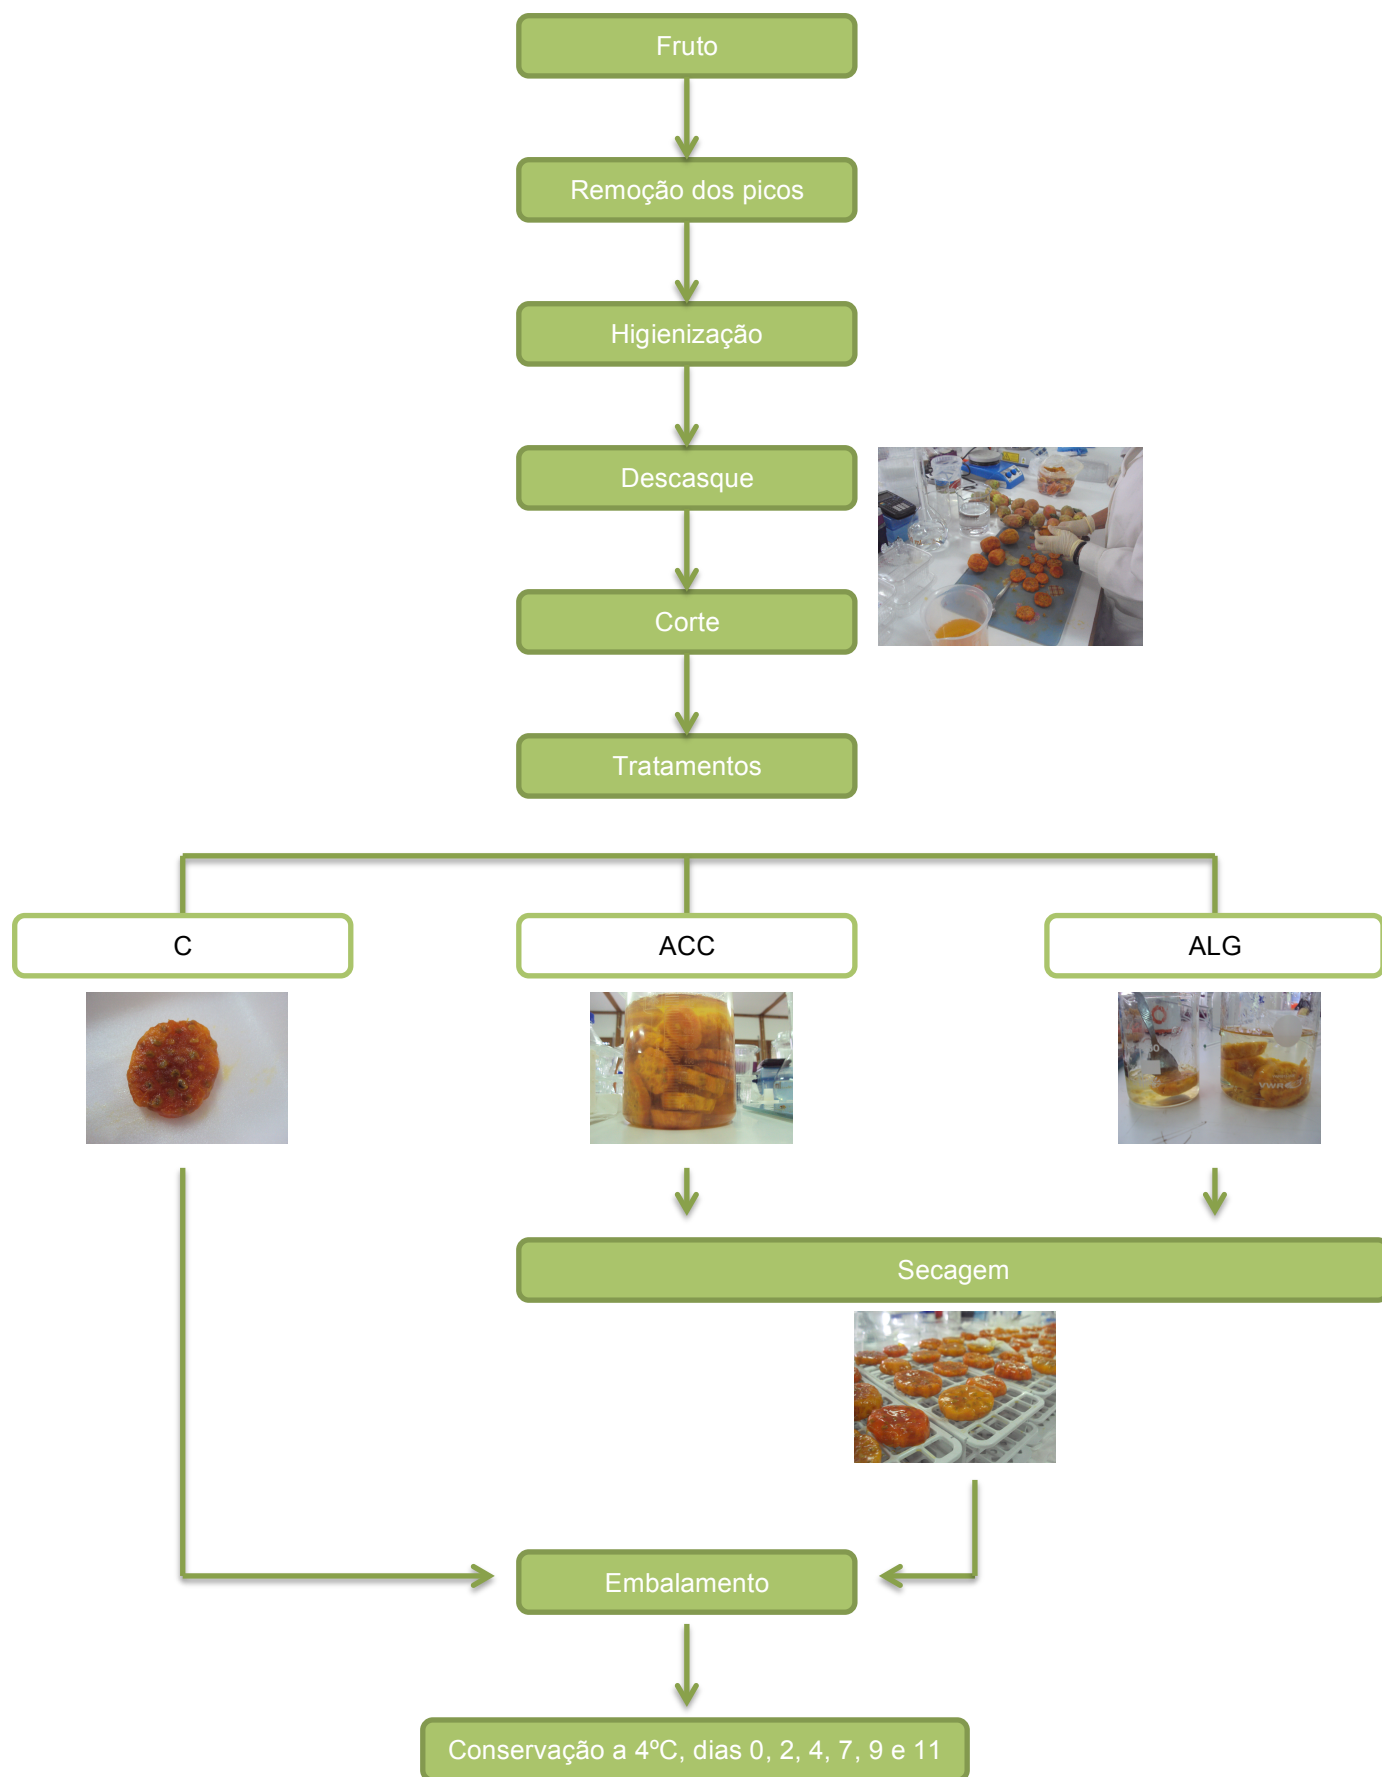 Fruto
Remoção dos picos
Higienização
Descasque
Corte
Tratamentos
C
ACC
ALG
VWR
Secagem
Embalamento
Conservação a 4ºC, dias 0, 2, 4, 7, 9 e 11